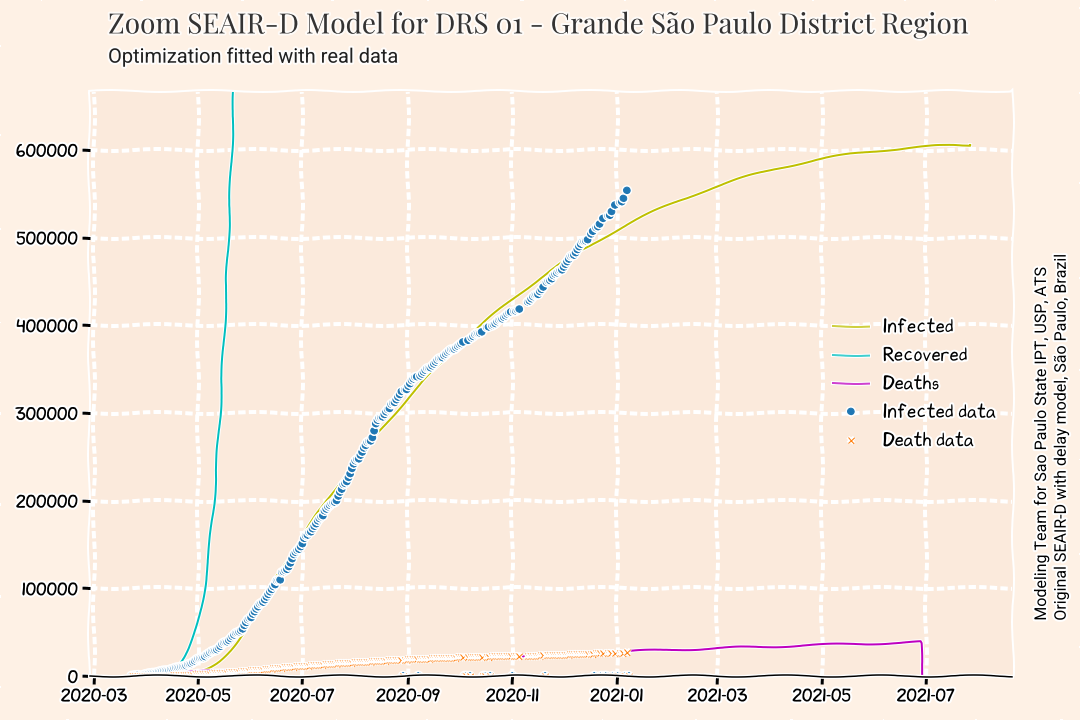 Zoom SEAIR-D Model for DRS 01 - Grande São Paulo District Region
Optimization fitted with real data
600000
500000
400000
300000
200000
100000
0
2020-03
2020-05
2020-07
2020-09
2020-11
2021-01
2021-03
2021-05
2021-07
Infected
Recovered
Deaths
Infected data
Death data
Modeling Team for Sao Paulo State IPT, USP, ATS
Original SEAIR-D with delay model, São Paulo, Brazil